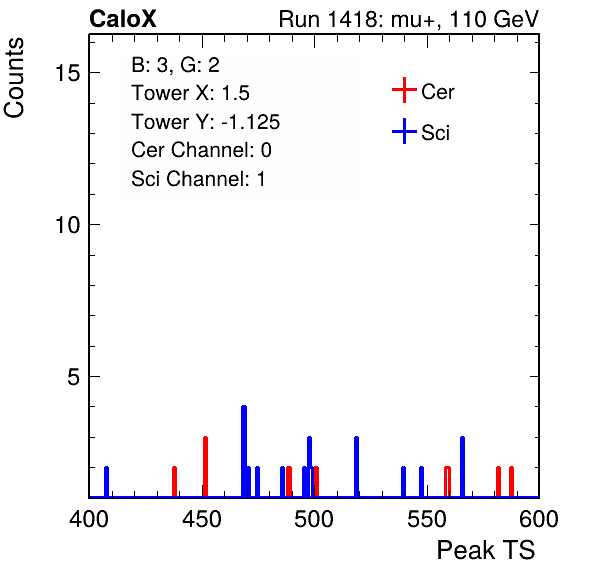 CaloX Run 1418: mu+, 110 GeV
Counts
15
10
5
B: 3, G: 2
Tower X: 1.5
Tower Y: -1.125
Cer Channel: 0
Sci Channel: 1
Cer
Sci
400 450 500 550 600
Peak TS